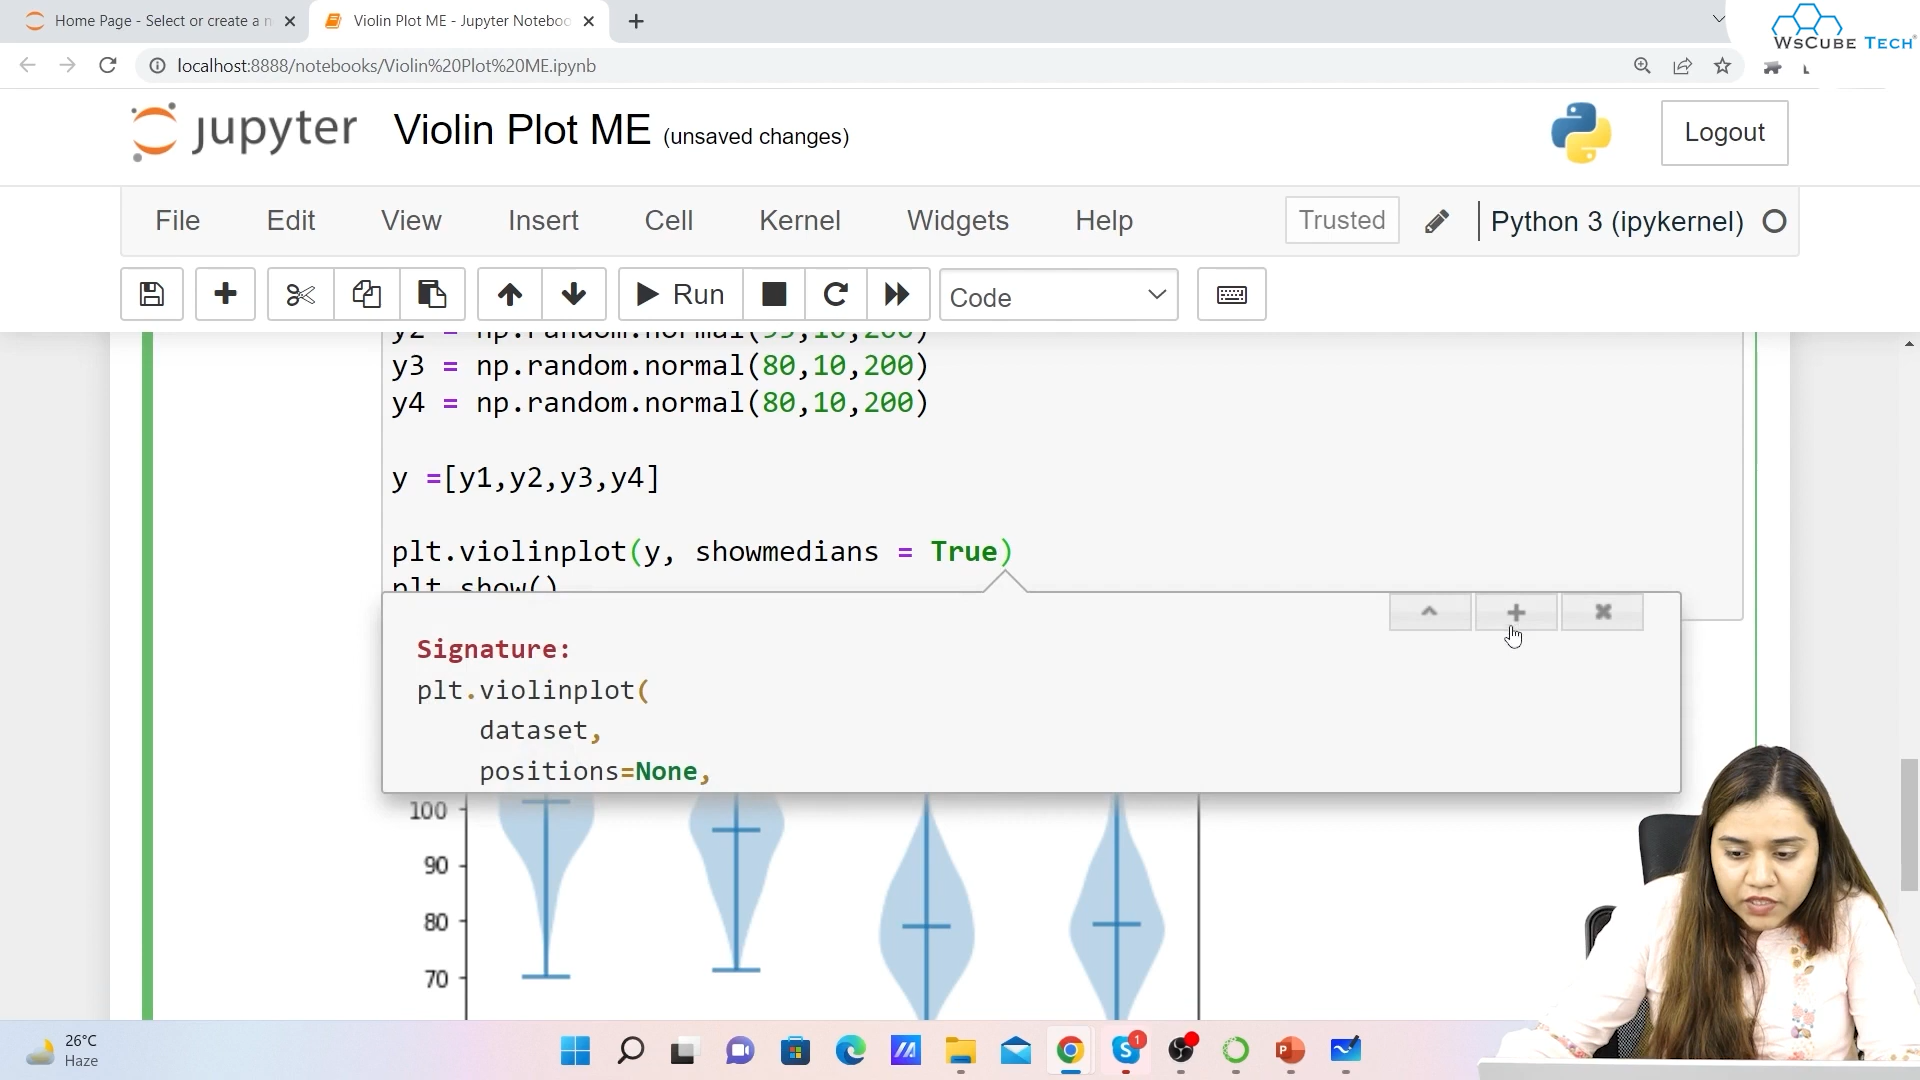 Home Page - Select or create a n
Violin Plot ME - Jupyter Noteboo
WsCube Tech
localhost:8888/notebooks/Violin%20Plot%20ME.ipynb
jupyter Violin Plot ME (unsaved changes)
Logout
File Edit View Insert Cell Kernel Widgets Help
Trusted
Python 3 (ipykernel)
Run
Code
y3 = np.random.normal(80,10,200)
y4 = np.random.normal(80,10,200)
y =[y1,y2,y3,y4]
plt.violinplot(y, showmedians = True)
plt.show()
Signature:
plt.violinplot(
dataset,
positions=None,
100
90
80
70
26°C
Haze
1